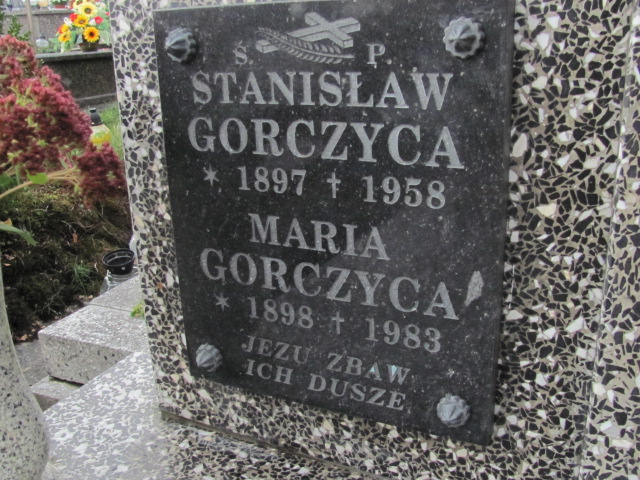 Ś. P.
STANISŁAW
GORCZYCA
* 1897 † 1958
MARIA
GORCZYCA
* 1898 † 1983
JEZU ZBAW
ICH DUSZE